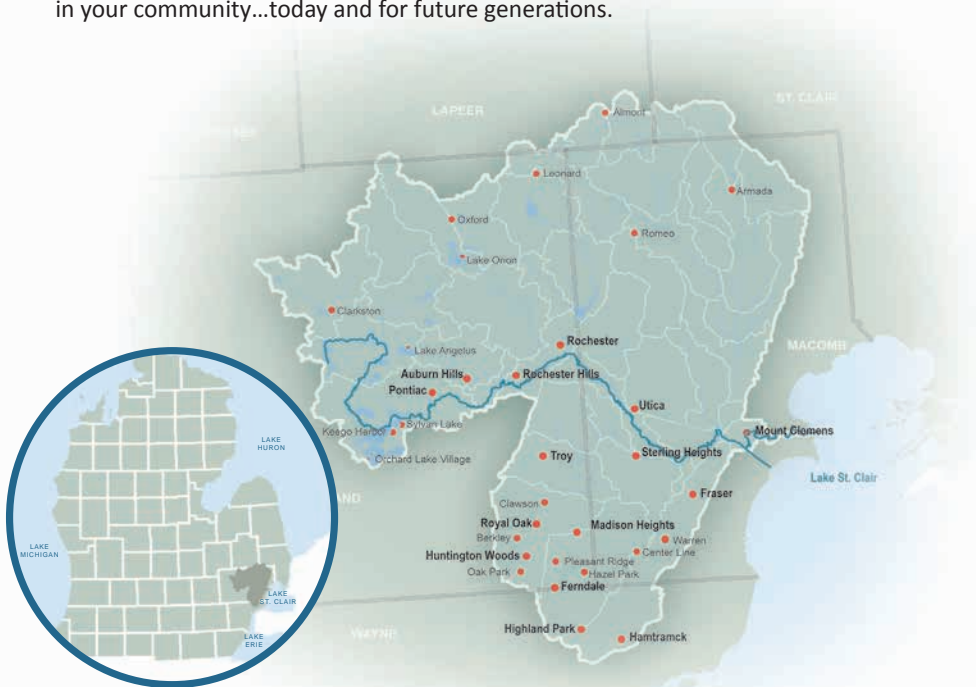 in your community...today and for future generations.
LAPEER
ST. CLAIR
Almont
Leonard
Armada
Oxford
Romeo
Lake Orion
Clarkston
Rochester
MACOMB
Lake Angelus
Auburn Hills
Rochester Hills
Pontiac
Utica
Sylvan Lake
Keego Harbor
Mount Clemens
Orchard Lake Village
Troy
Sterling Heights
Lake St. Clair
Fraser
Clawson
Royal Oak
Madison Heights
Berkley
Warren
Center Line
Huntington Woods
Pleasant Ridge
Oak Park
Hazel Park
Ferndale
WAYNE
Highland Park
Hamtramck
LAKE
HURON
LAKE
MICHIGAN
LAKE
ST. CLAIR
LAKE
ERIE